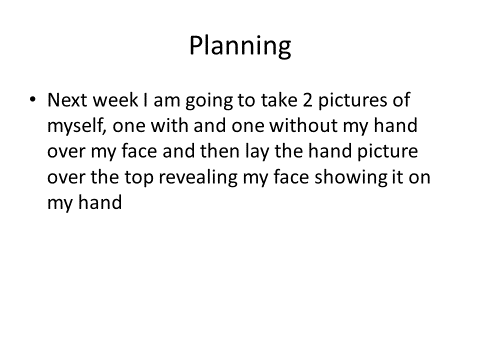 Planning
• Next week I am going to take 2 pictures of
myself, one with and one without my hand
over my face and then lay the hand picture
over the top revealing my face showing it on
my hand